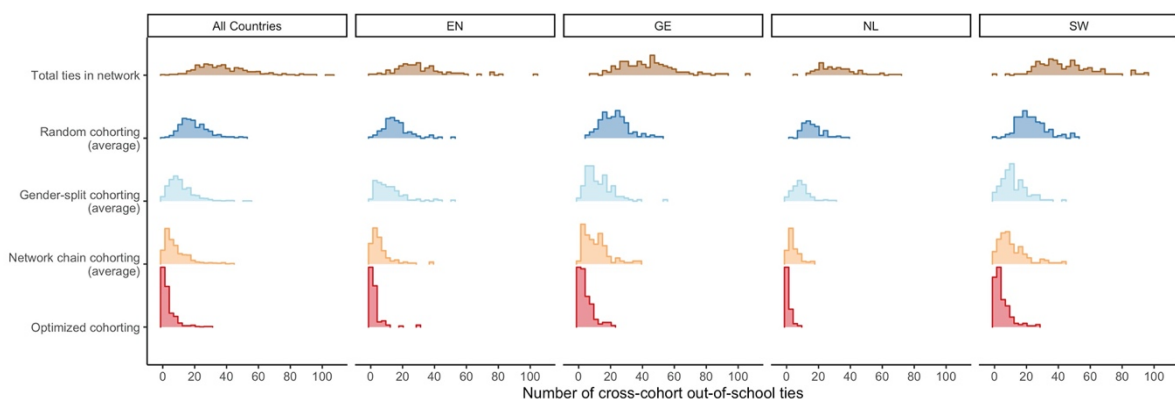 All Countries EN GE NL SW
Total ties in network
Random cohorting
(average)
Gender-split cohorting
(average)
Network chain cohorting
(average)
Optimized cohorting
0 20 40 60 80 100 0 20 40 60 80 100 0 20 40 60 80 100 0 20 40 60 80 100 0 20 40 60 80 100
Number of cross-cohort out-of-school ties